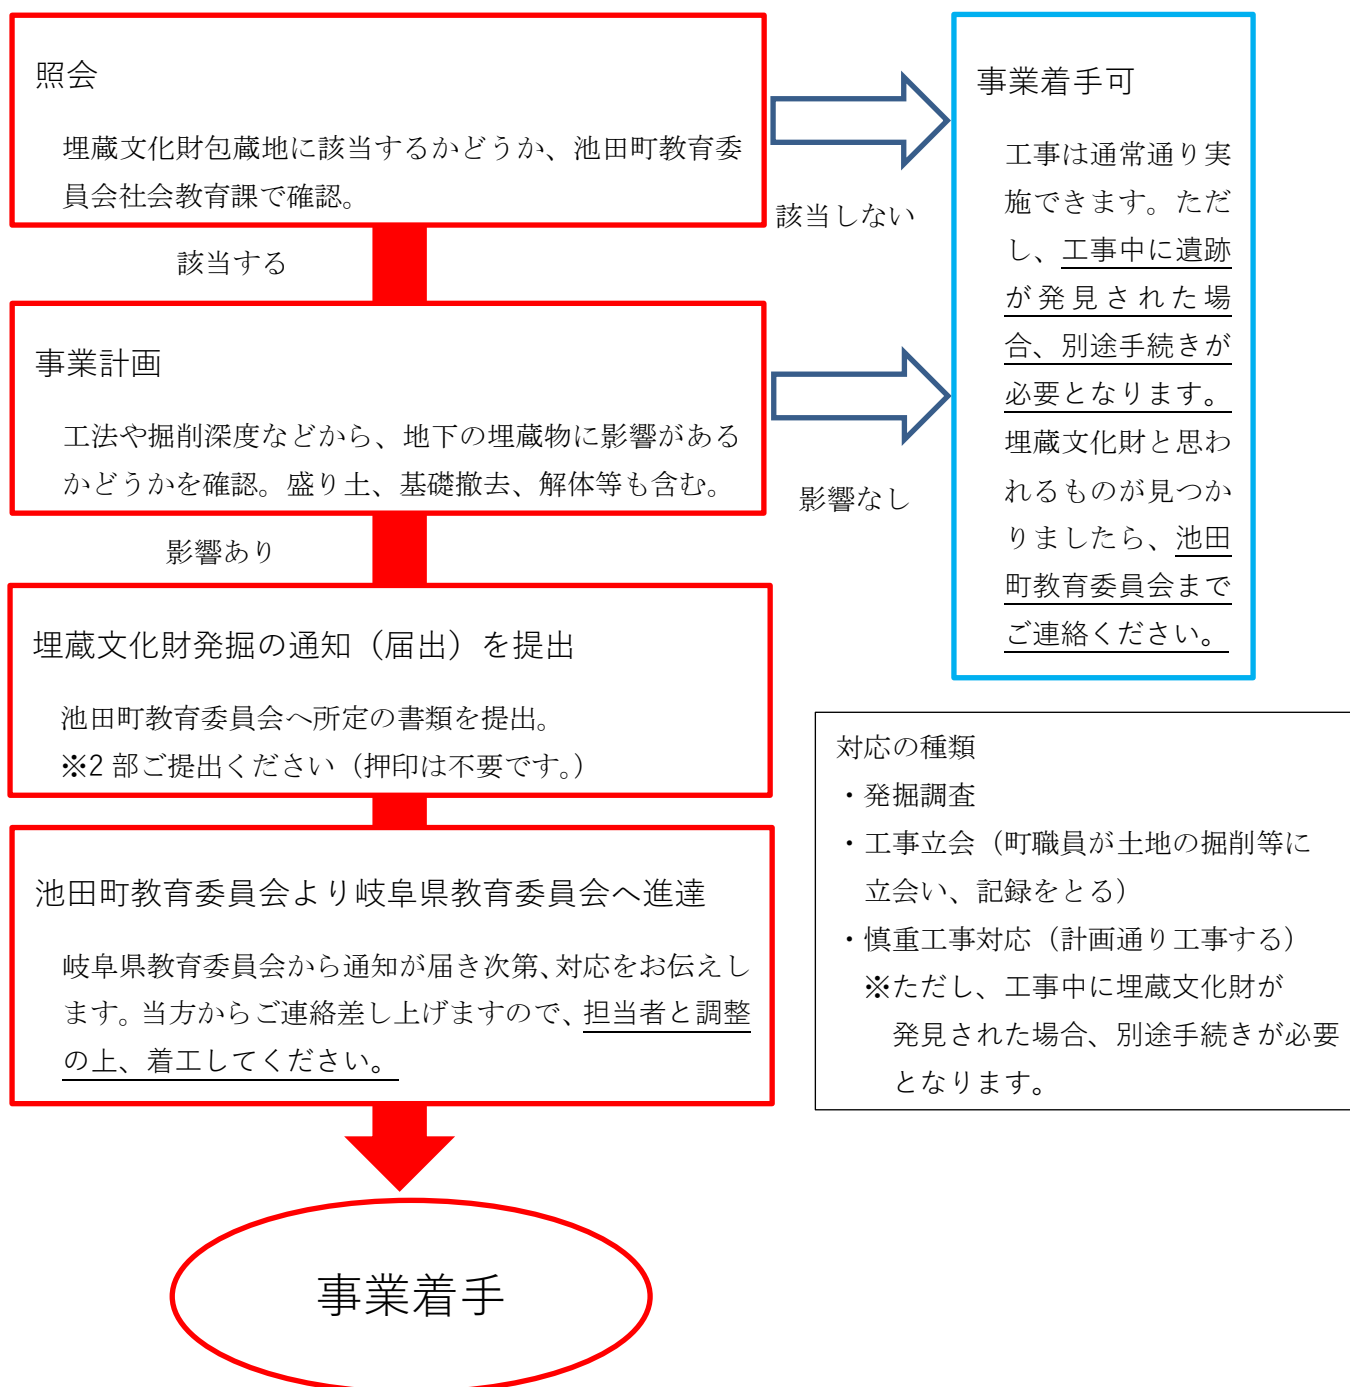 照会
埋蔵文化財包蔵地に該当するかどうか、池田町教育委
員会社会教育課で確認。
該当しない
該当する
事業着手可
工事は通常通り実
施できます。ただ
し、工事中に遺跡
が発見された場
合、別途手続きが
必要となります。
埋蔵文化財と思わ
れるものが見つか
りましたら、池田
町教育委員会まで
ご連絡ください。
事業計画
工法や掘削深度などから、地下の埋蔵物に影響がある
かどうかを確認。盛り土、基礎撤去、解体等も含む。
影響なし
影響あり
埋蔵文化財発掘の通知（届出）を提出
池田町教育委員会へ所定の書類を提出。
※2 部ご提出ください（押印は不要です。）
池田町教育委員会より岐阜県教育委員会へ進達
岐阜県教育委員会から通知が届き次第、対応をお伝えし
ます。当方からご連絡差し上げますので、担当者と調整
の上、着工してください。
対応の種類
・発掘調査
・工事立会（町職員が土地の掘削等に
立会い、記録をとる）
・慎重工事対応（計画通り工事する）
※ただし、工事中に埋蔵文化財が
発見された場合、別途手続きが必要
となります。
事業着手